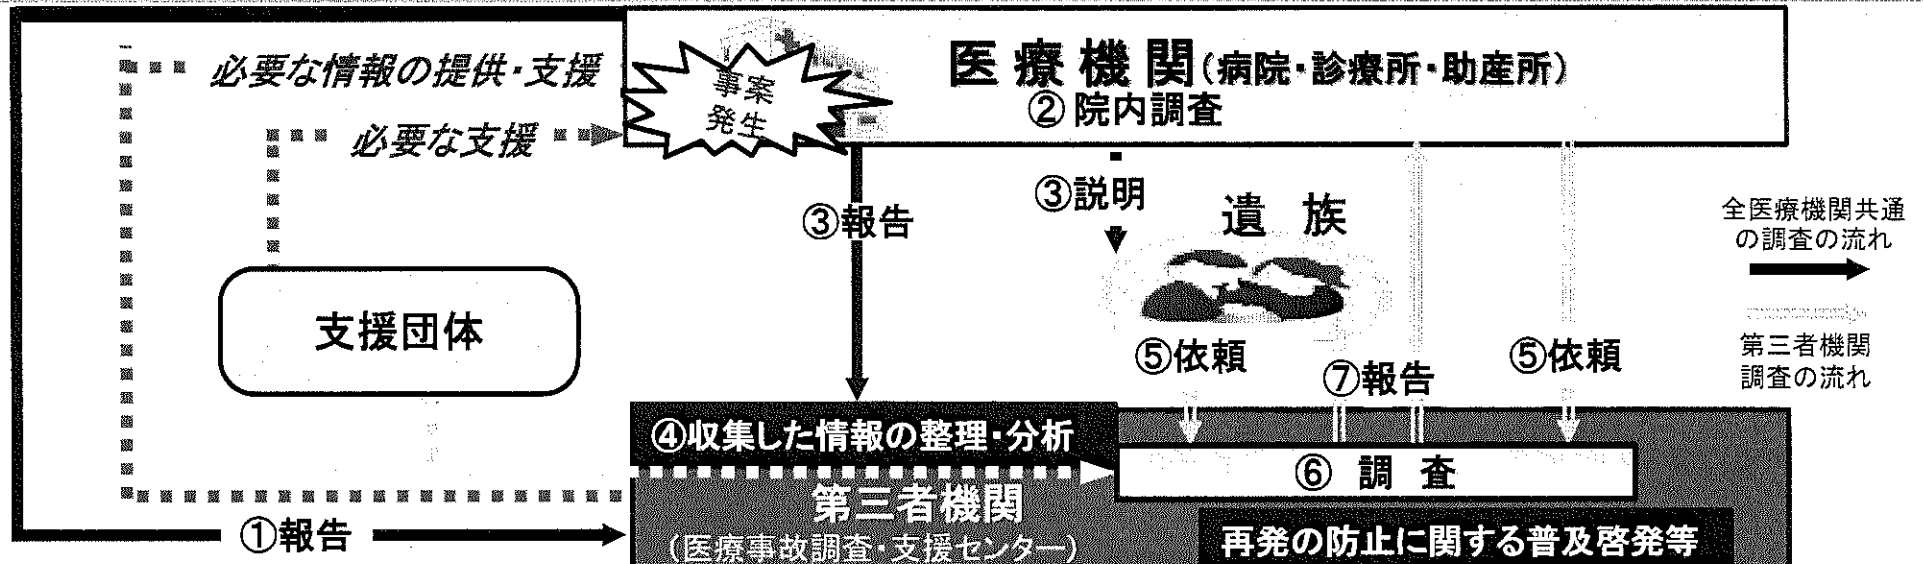 医療機関(病院・診療所・助産所)
②院内調査
事案
発生
必要な情報の提供・支援
必要な支援
③報告
③説明
遺族
全医療機関共通
の調査の流れ
第三者機関
調査の流れ
支援団体
⑤依頼
⑦報告
⑤依頼
④収集した情報の整理・分析
⑥調査
第三者機関
(医療事故調査・支援センター)
①報告
再発の防止に関する普及啓発等